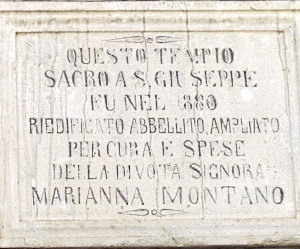 QUESTO TEMPIO
SACRO A S. GIUSEPPE
FU NEL 1880
RIEDIFICATO, ABBELLITO, AMPLIATO
PER CURA E SPESE
DELLA DIVOTA SIGNORA
MARIANNA MONTANO